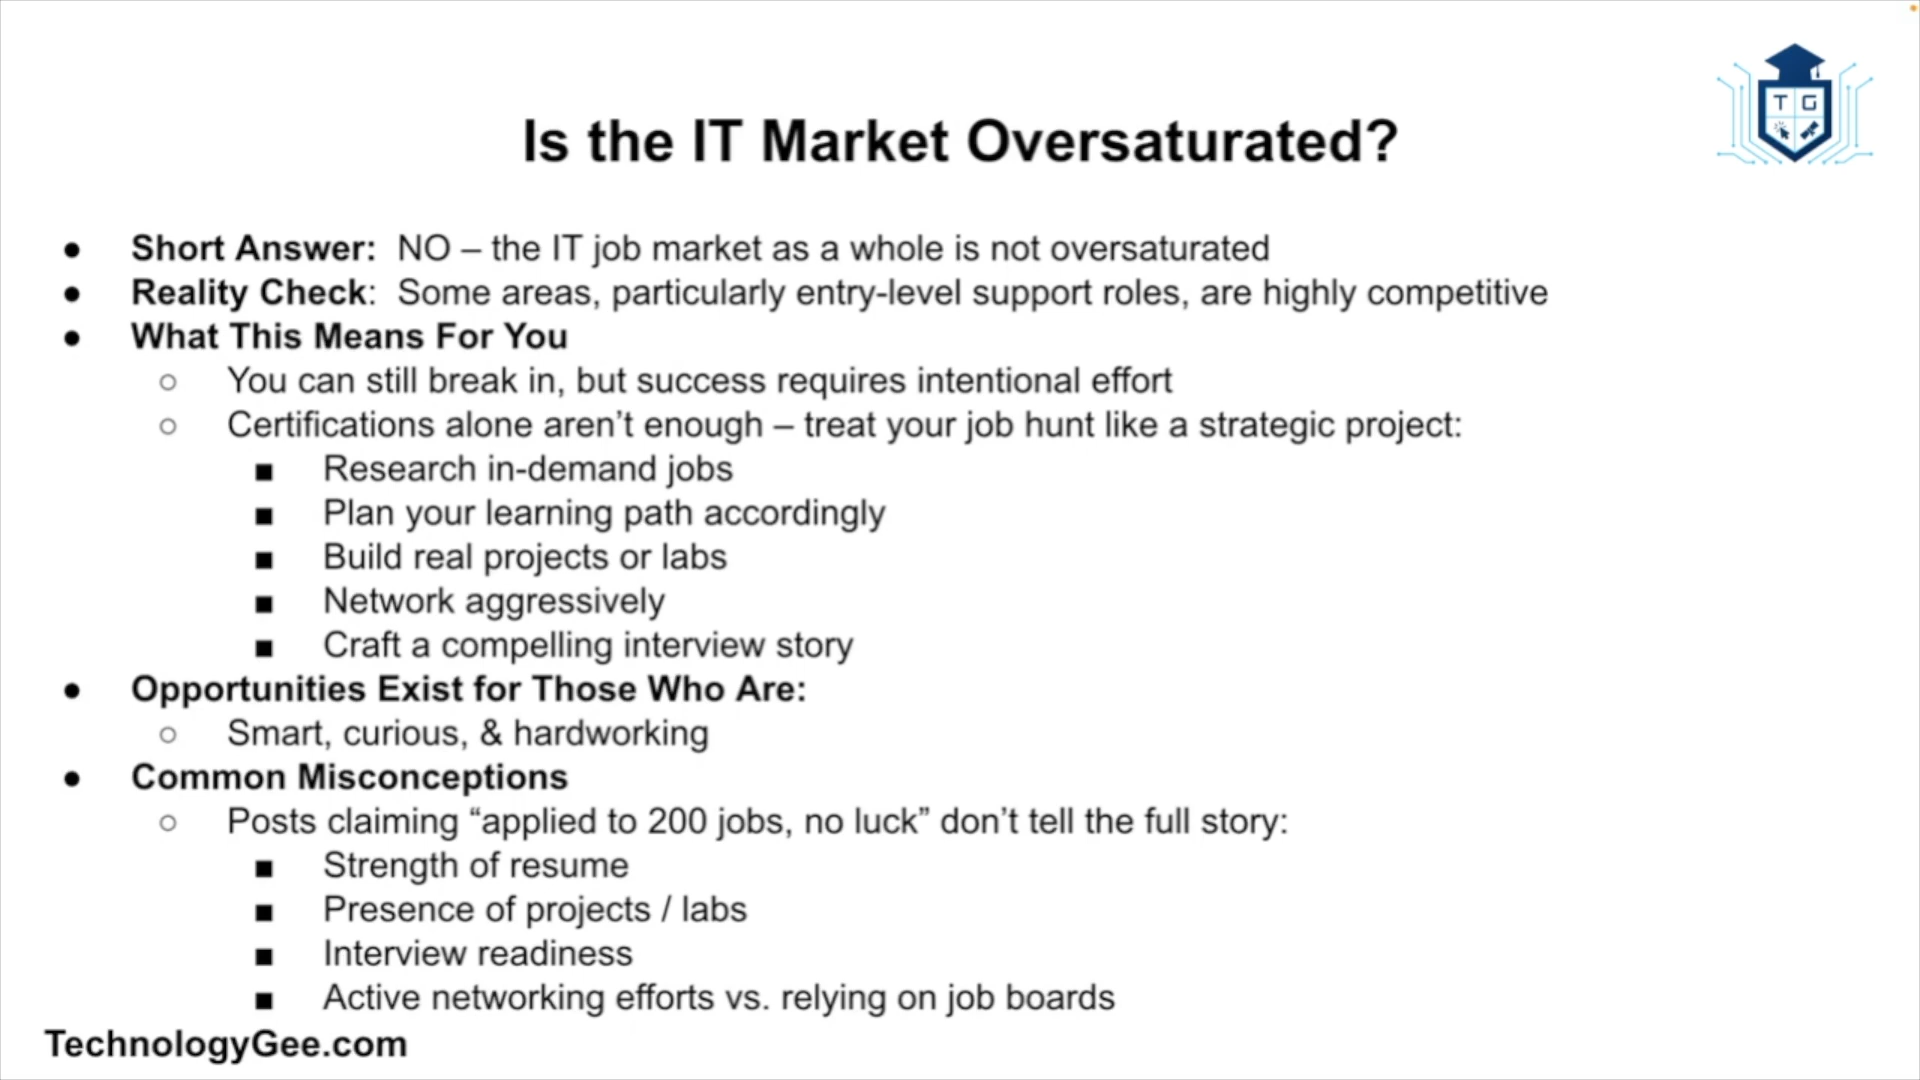 T G
Is the IT Market Oversaturated?
● Short Answer: NO – the IT job market as a whole is not oversaturated
● Reality Check: Some areas, particularly entry-level support roles, are highly competitive
● What This Means For You
○ You can still break in, but success requires intentional effort
○ Certifications alone aren’t enough – treat your job hunt like a strategic project:
■ Research in-demand jobs
■ Plan your learning path accordingly
■ Build real projects or labs
■ Network aggressively
■ Craft a compelling interview story
● Opportunities Exist for Those Who Are:
○ Smart, curious, & hardworking
● Common Misconceptions
○ Posts claiming “applied to 200 jobs, no luck” don’t tell the full story:
■ Strength of resume
■ Presence of projects / labs
■ Interview readiness
■ Active networking efforts vs. relying on job boards
TechnologyGee.com